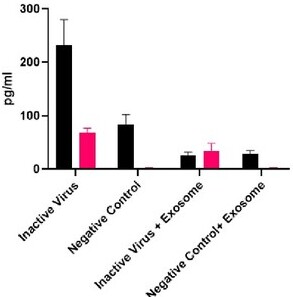 300
200
100
0
pg/ml
Inactive Virus
Negative Control
Inactive Virus + Exosome
Negative Control+ Exosome